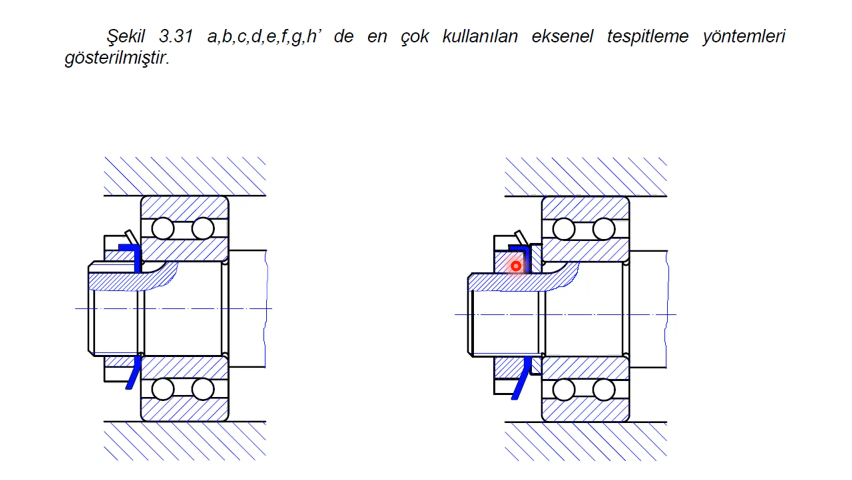 Şekil 3.31 a,b,c,d,e,f,g,h’ de en çok kullanılan eksenel tespitleme yöntemleri
gösterilmiştir.